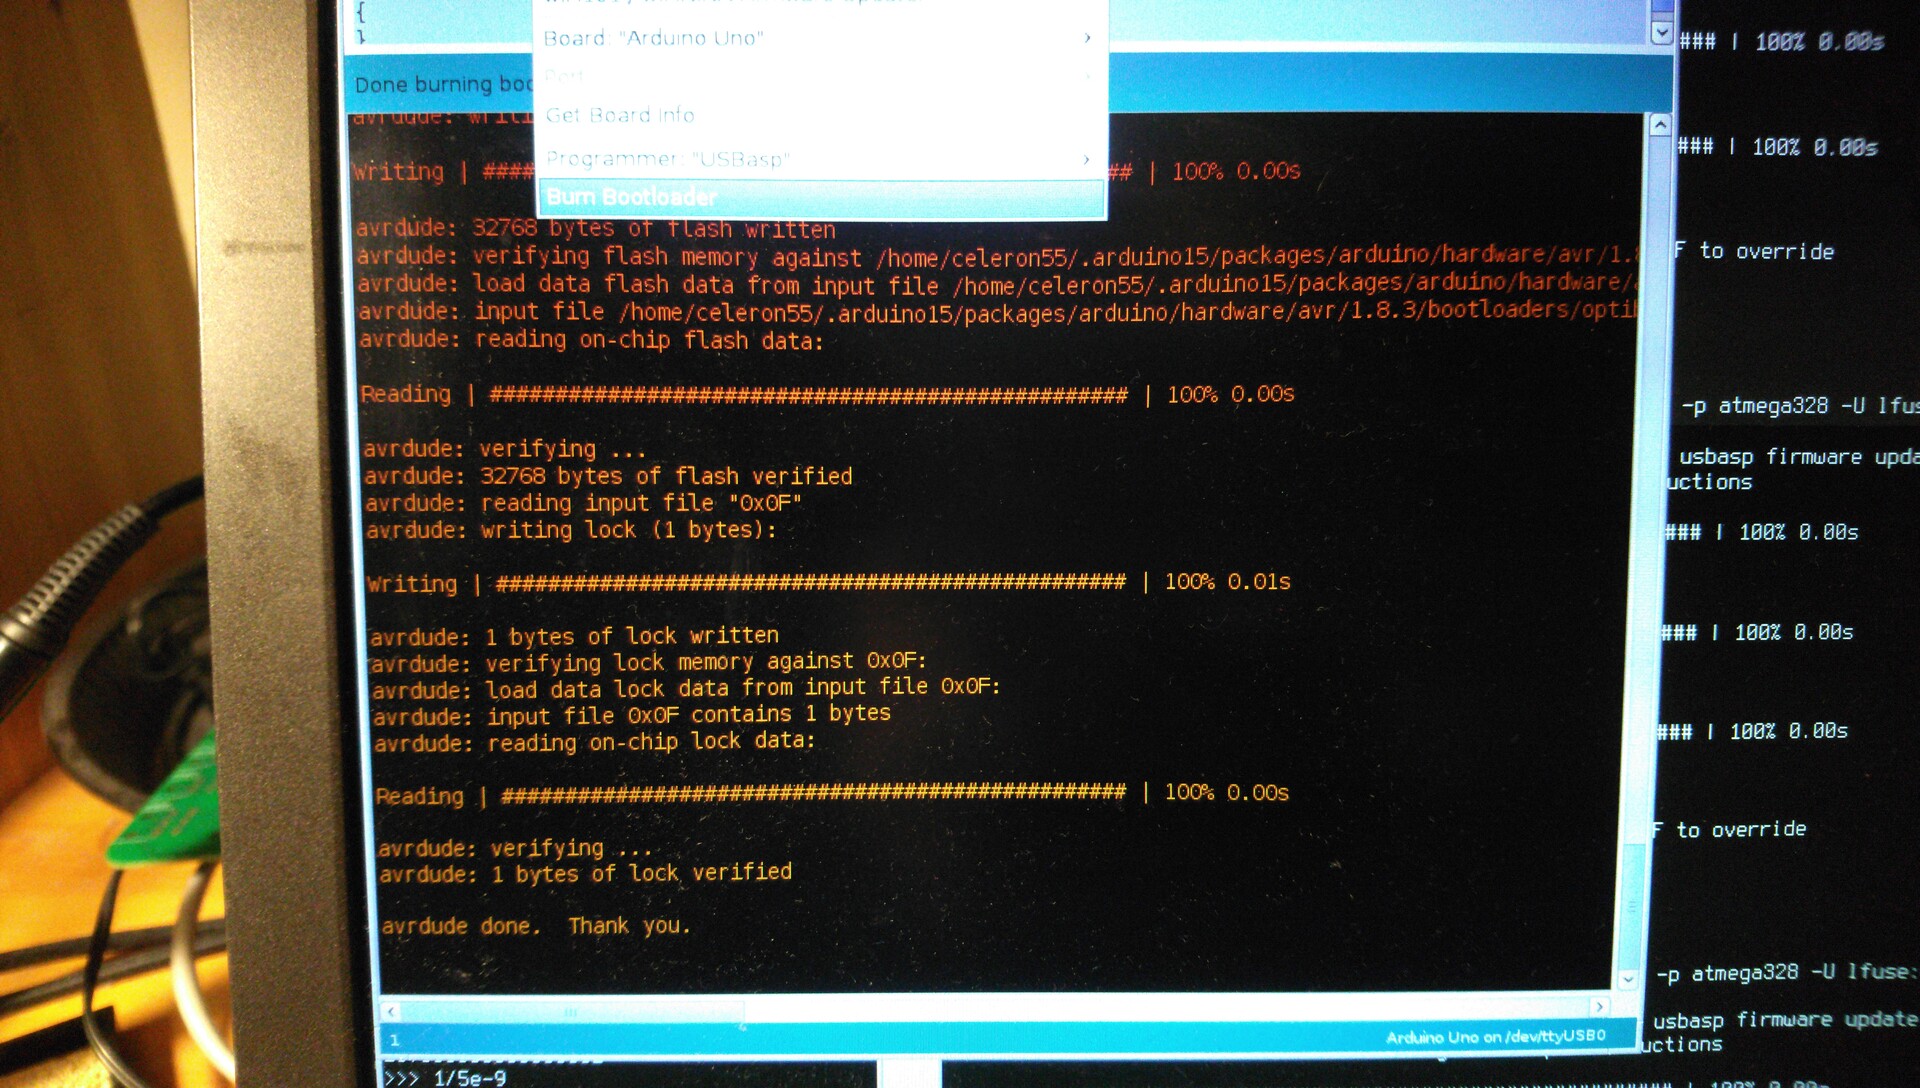 {
}
Board: "Arduino Uno"
Port
Get Board Info
Programmer: "USBasp"
Burn Bootloader
Done burning
avrdude:
Writing | #### ## | 100% 0.00s
avrdude: 32768 bytes of flash written
avrdude: verifying flash memory against /home/celeron55/.arduino15/packages/arduino/hardware/avr/1.8
avrdude: load data flash data from input file /home/celeron55/.arduino15/packages/arduino/hardware/
avrdude: input file /home/celeron55/.arduino15/packages/arduino/hardware/avr/1.8.3/bootloaders/opti
avrdude: reading on-chip flash data:
Reading | ################################################## | 100% 0.00s
avrdude: verifying ...
avrdude: 32768 bytes of flash verified
avrdude: reading input file "0x0F"
avrdude: writing lock (1 bytes):
Writing | ################################################## | 100% 0.01s
avrdude: 1 bytes of lock written
avrdude: verifying lock memory against 0x0F:
avrdude: load data lock data from input file 0x0F:
avrdude: input file 0x0F contains 1 bytes
avrdude: reading on-chip lock data:
Reading | ################################################## | 100% 0.00s
avrdude: verifying ...
avrdude: 1 bytes of lock verified
avrdude done.  Thank you.
1
Arduino Uno on /dev/ttyUSB0
>>> 1/5e-9
### | 100% 0.00s
### | 100% 0.00s
F to override
-p atmega328 -U lfus
usbasp firmware upda
uctions
### | 100% 0.00s
### | 100% 0.00s
### | 100% 0.00s
F to override
-p atmega328 -U lfuse:
usbasp firmware update
uctions
| 100% 0.00s